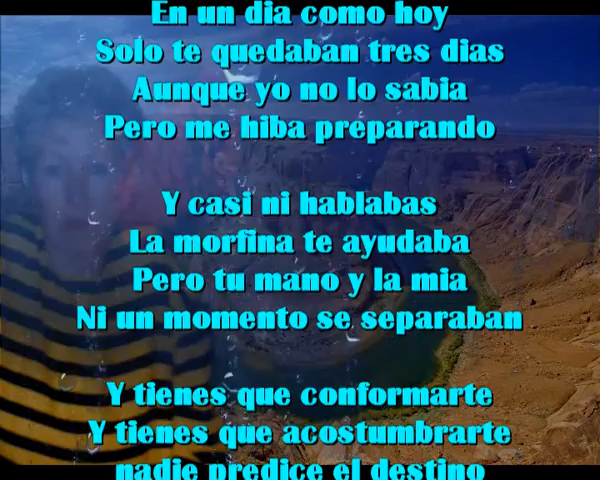 En un dia como hoy
Solo te quedaban tres dias
Aunque yo no lo sabia
Pero me hiba preparando
Y casi ni hablabas
La morfina te ayudaba
Pero tu mano y la mia
Ni un momento se separaban
Y tienes que conformarte
Y tienes que acostumbrarte
nadie predice el destino